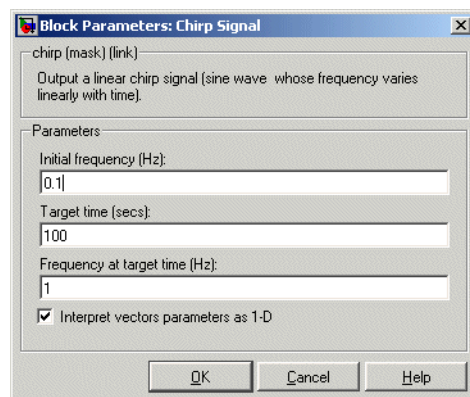 Block Parameters: Chirp Signal
chirp (mask) (link)
Output a linear chirp signal (sine wave  whose frequency varies
linearly with time).
Parameters
Initial frequency (Hz):
0.1
Target time (secs):
100
Frequency at target time (Hz):
1
Interpret vectors parameters as 1-D
OK Cancel Help